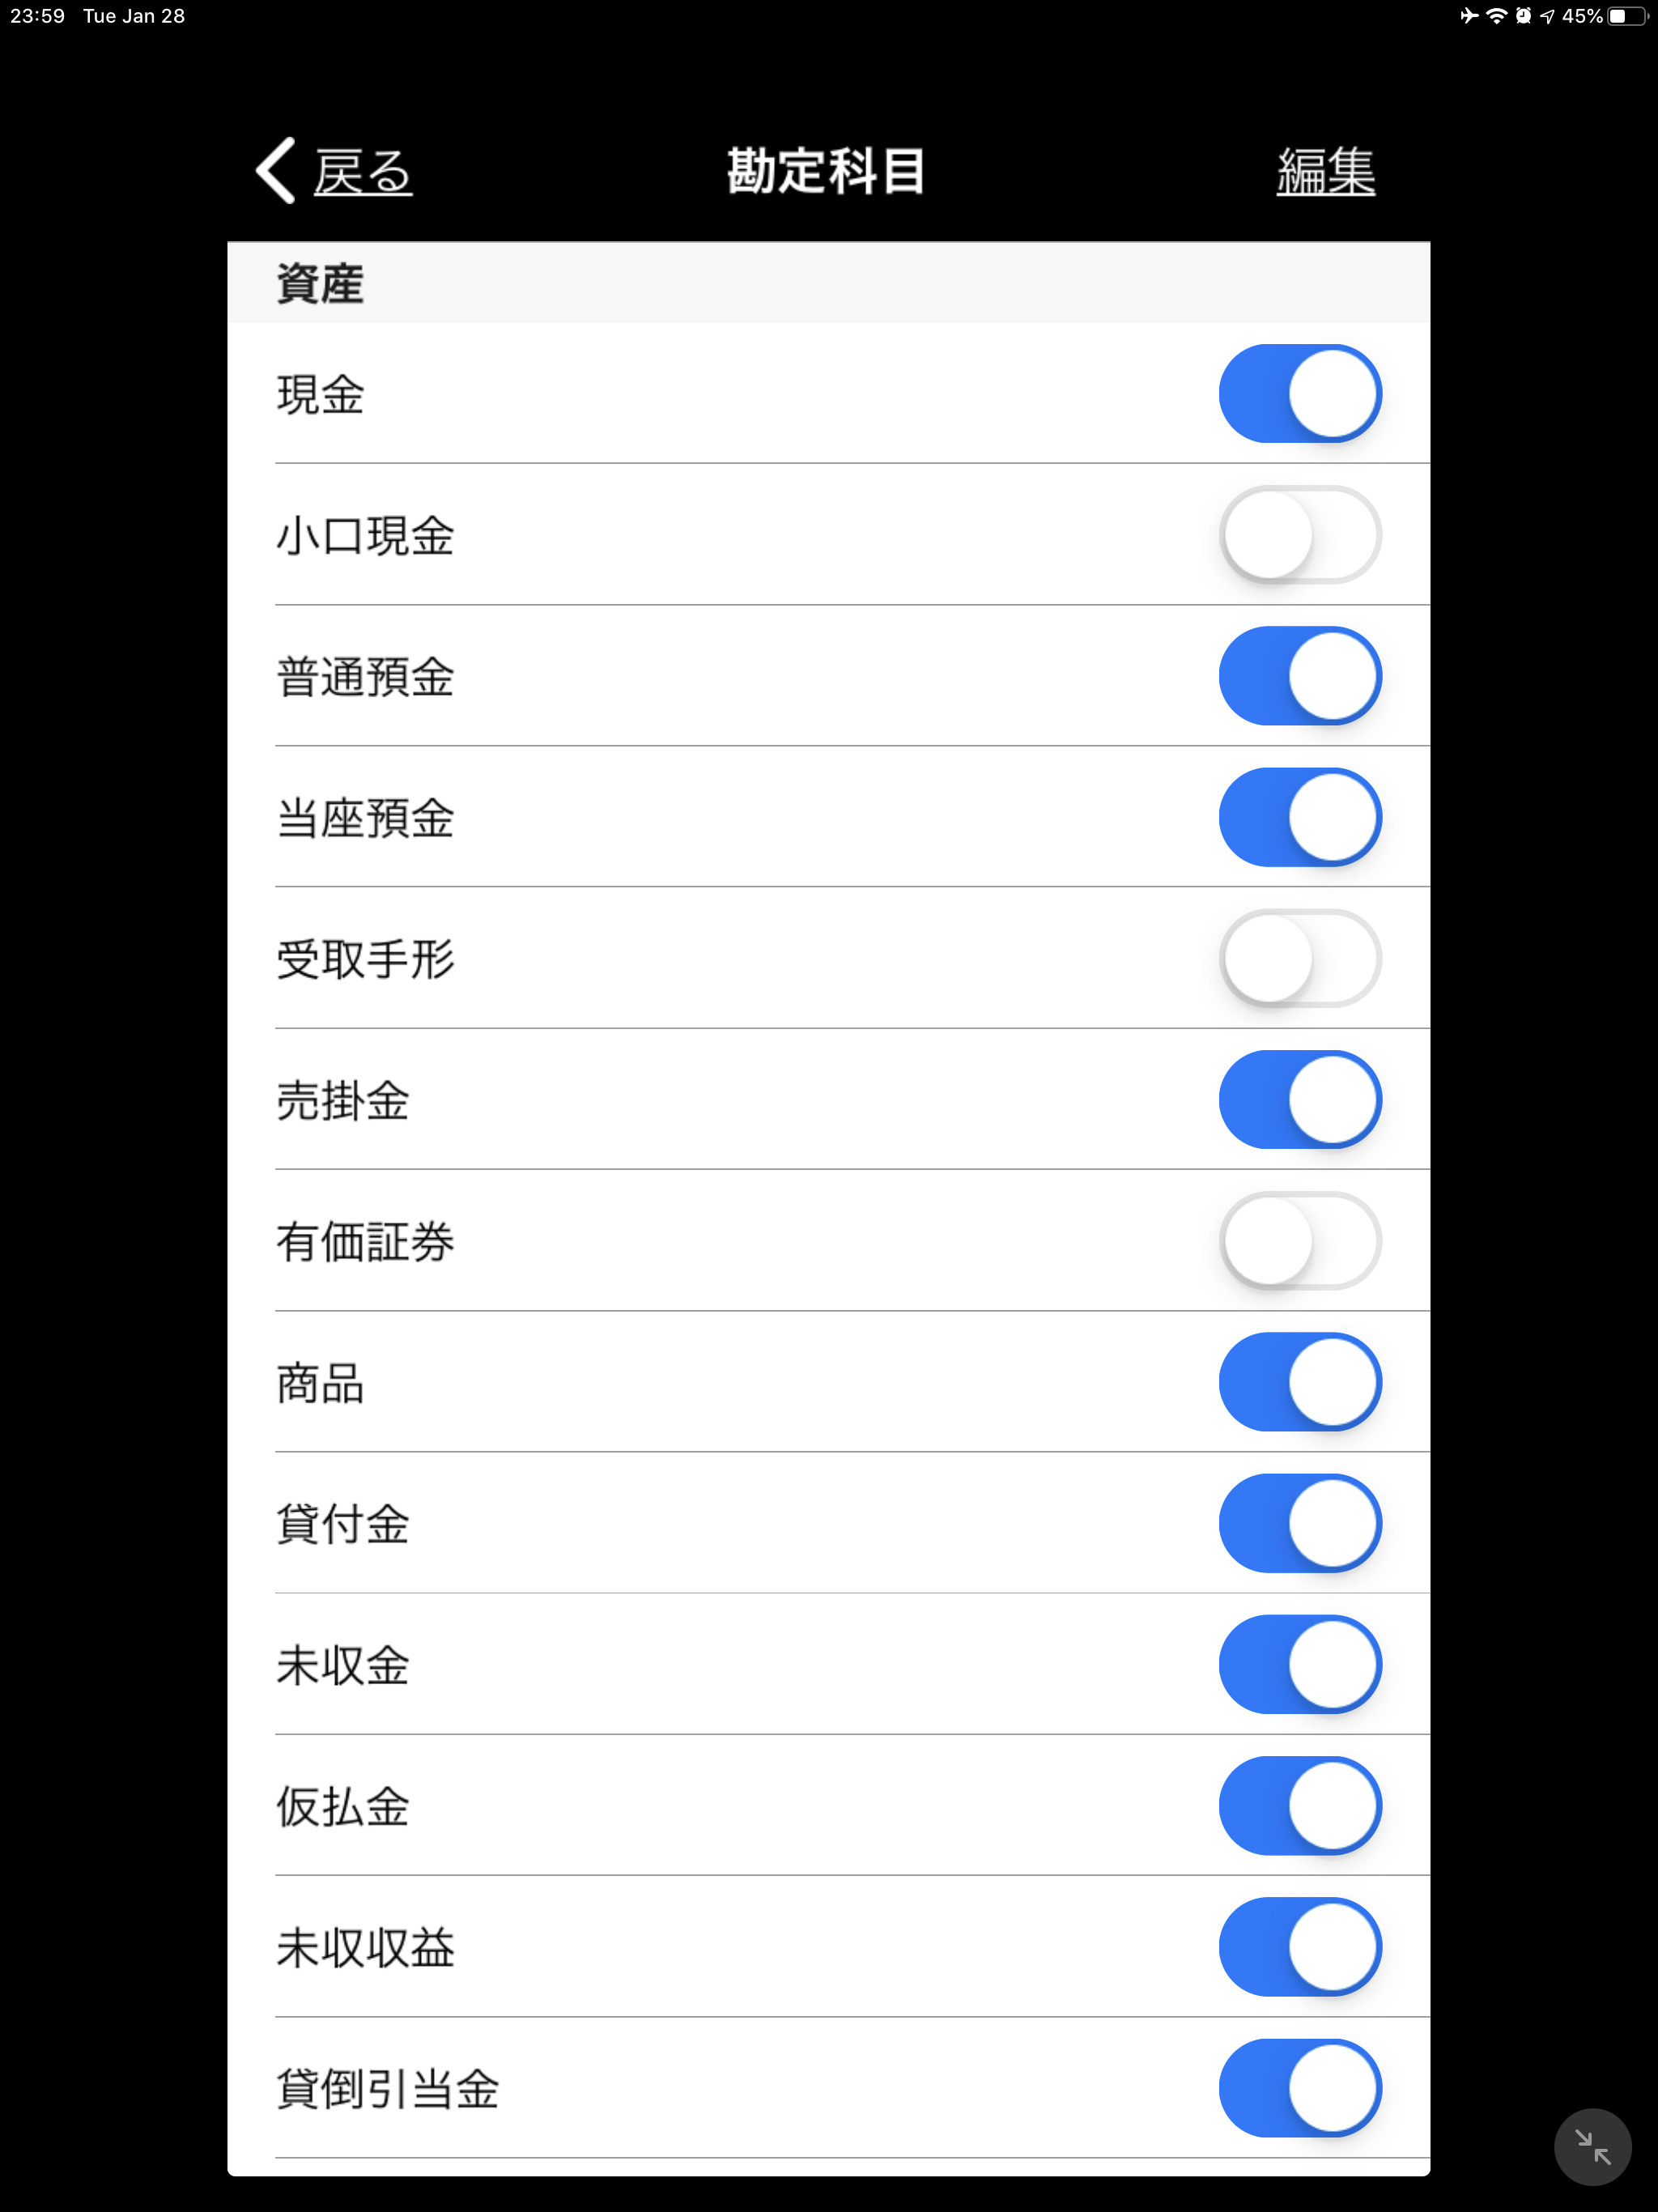 23:59 Tue Jan 28 45%
戻る 勘定科目 編集
資産
現金
小口現金
普通預金
当座預金
受取手形
売掛金
有価証券
商品
貸付金
未収金
仮払金
未収収益
貸倒引当金